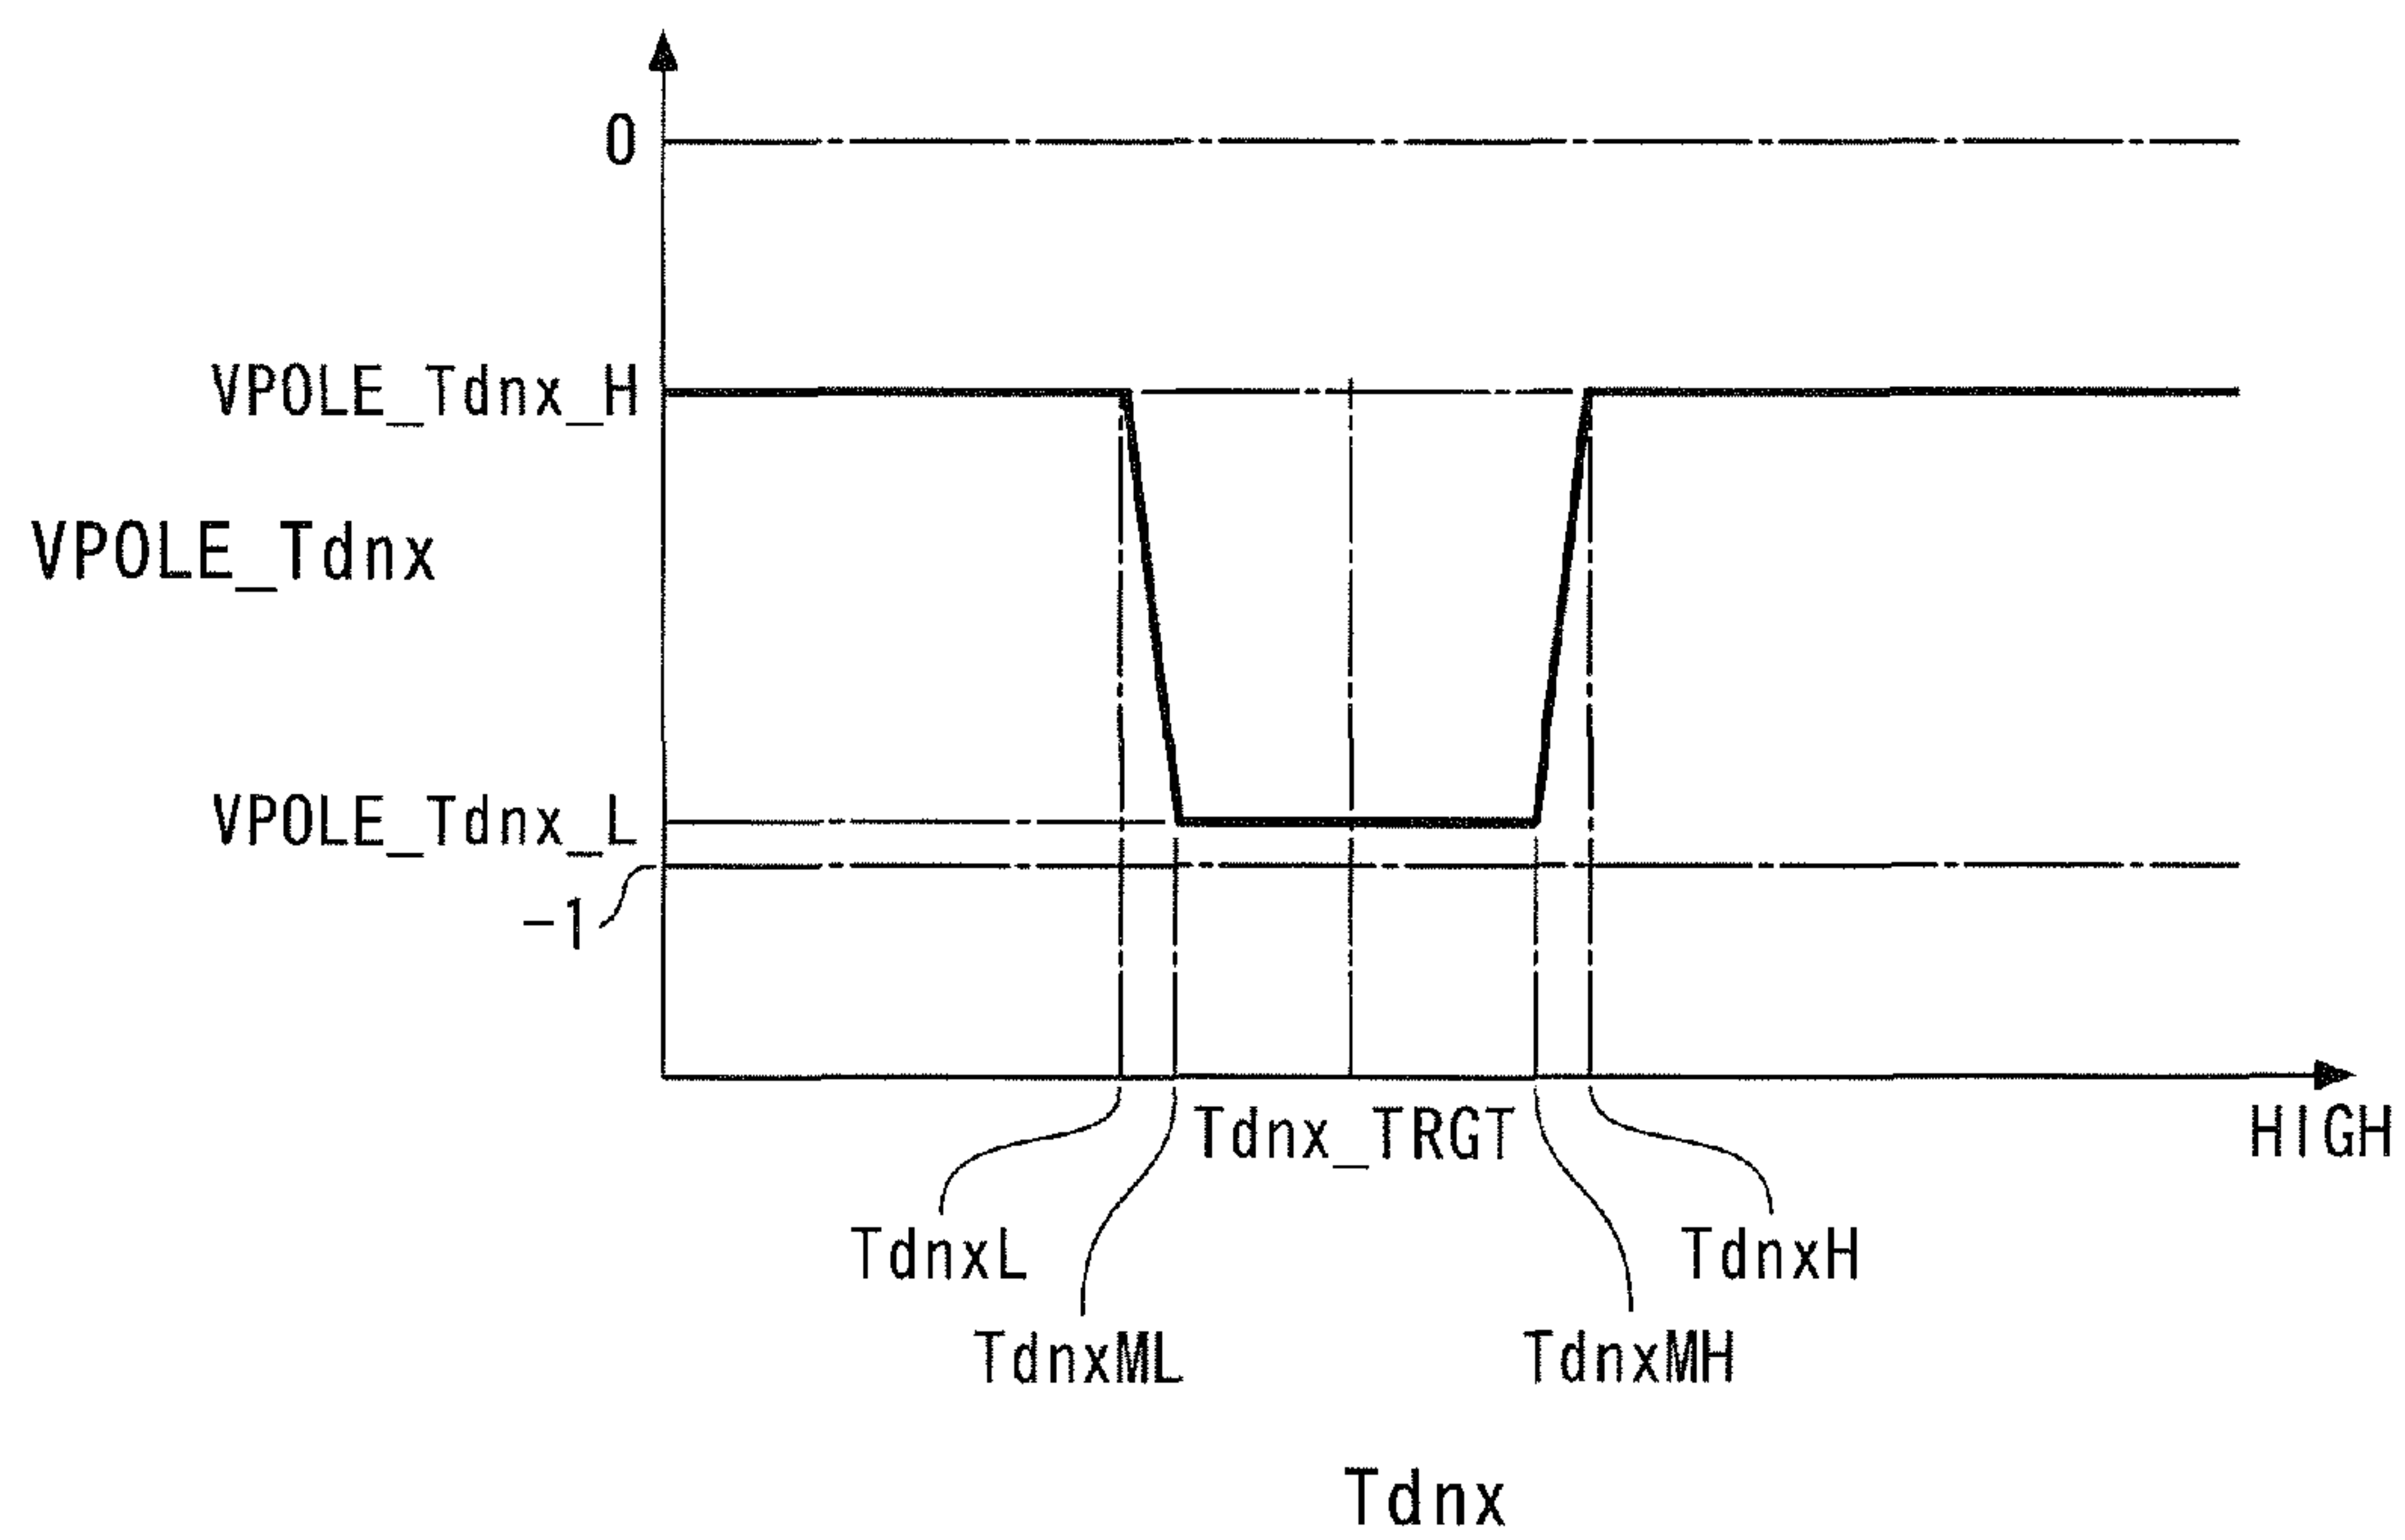 0
VPOLE_Tdnx_H
VPOLE_Tdnx
VPOLE_Tdnx_L
-1
Tdnx_TRGT
HIGH
TdnxL
TdnxH
TdnxML
TdnxMH
Tdnx